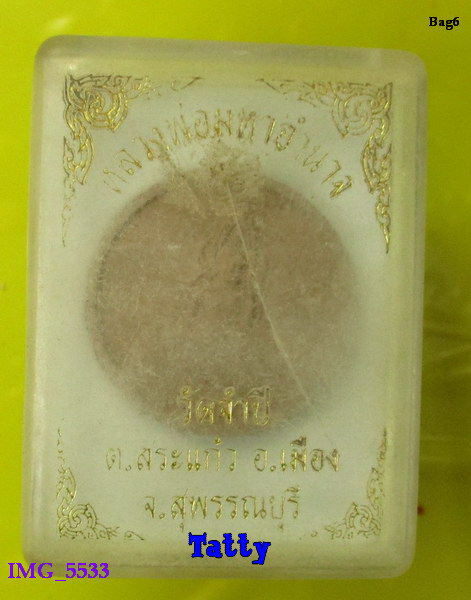 Bag6
หลวงพ่อมหาอำนาจ
วัดจำปี
ต.สระแก้ว อ.เมือง
จ.สุพรรณบุรี
Tatty
IMG_5533